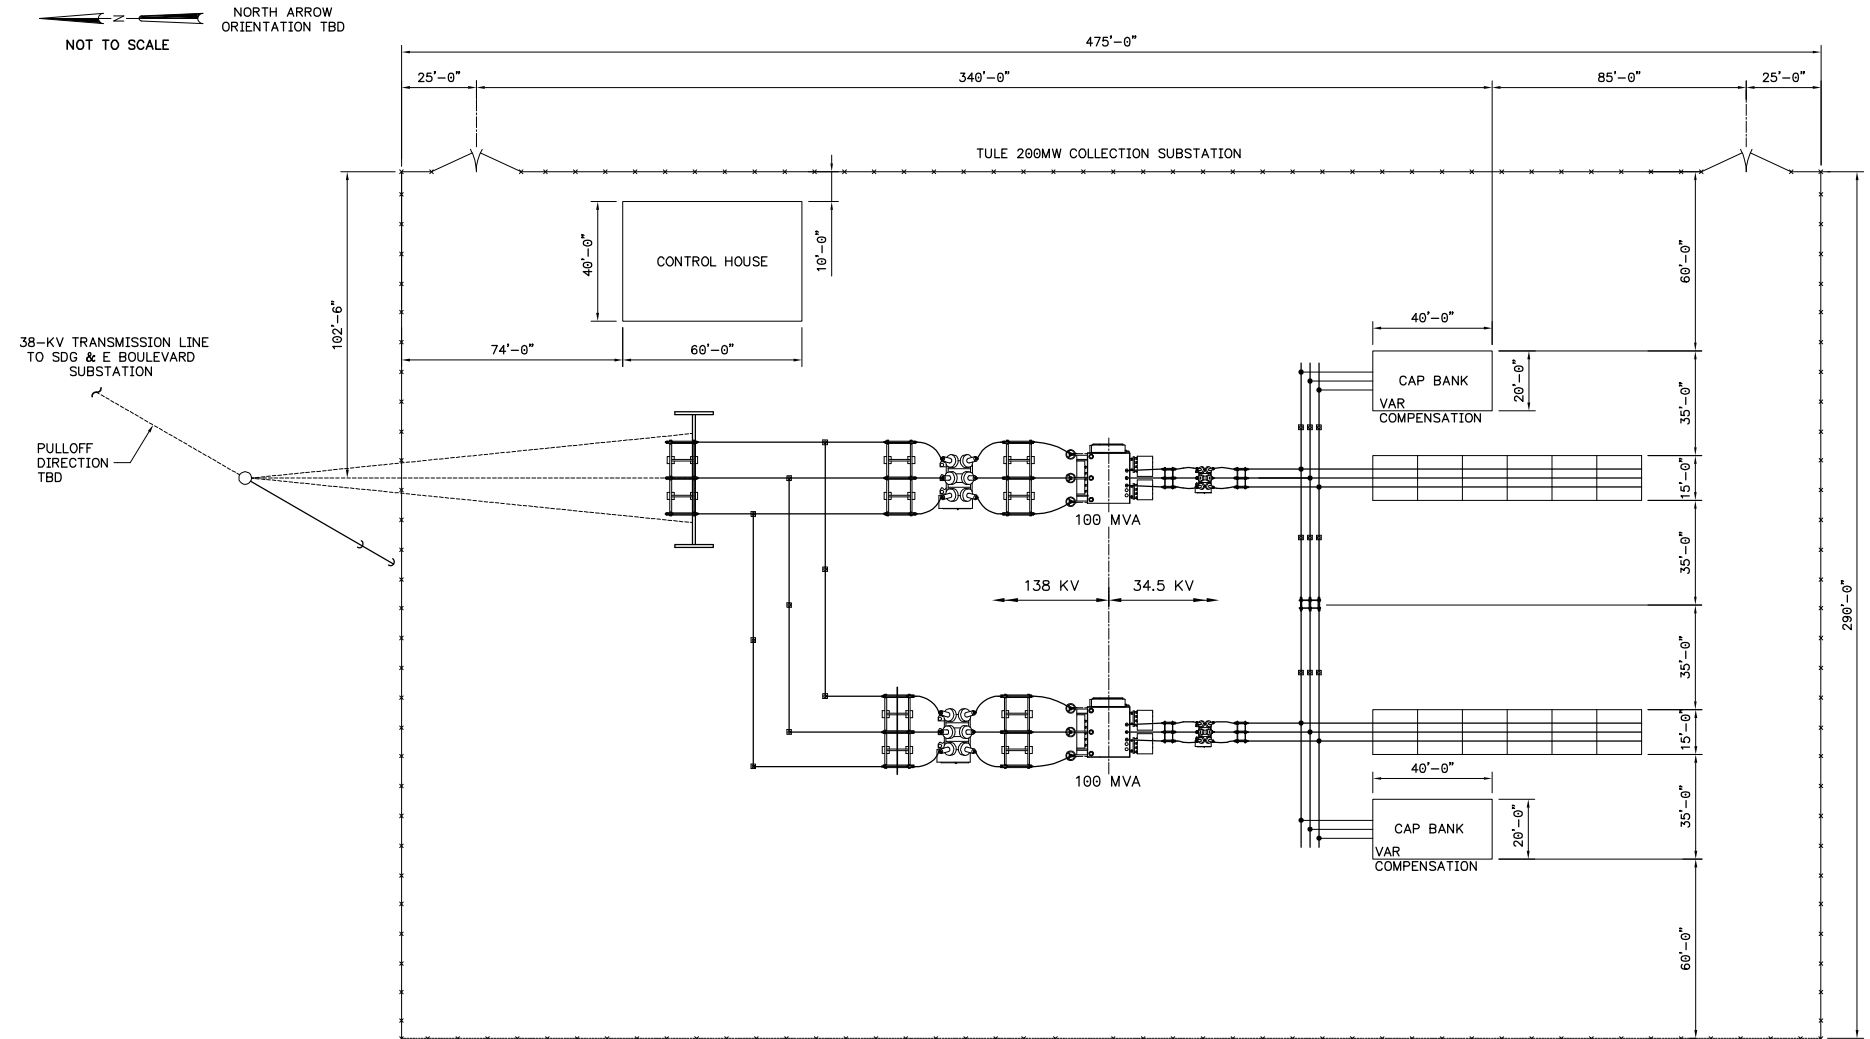 NORTH ARROW
ORIENTATION TBD
N
NOT TO SCALE
475'-0"
25'-0"
340'-0"
85'-0"
25'-0"
TULE 200MW COLLECTION SUBSTATION
40'-0"
CONTROL HOUSE
10'-0"
60'-0"
102'-6"
74'-0"
60'-0"
40'-0"
38-KV TRANSMISSION LINE
TO SDG & E BOULEVARD
SUBSTATION
CAP BANK
20'-0"
35'-0"
VAR
COMPENSATION
PULLOFF
DIRECTION
TBD
15'-0"
100 MVA
35'-0"
138 KV
34.5 KV
290'-0"
35'-0"
15'-0"
100 MVA
40'-0"
35'-0"
CAP BANK
20'-0"
VAR
COMPENSATION
60'-0"